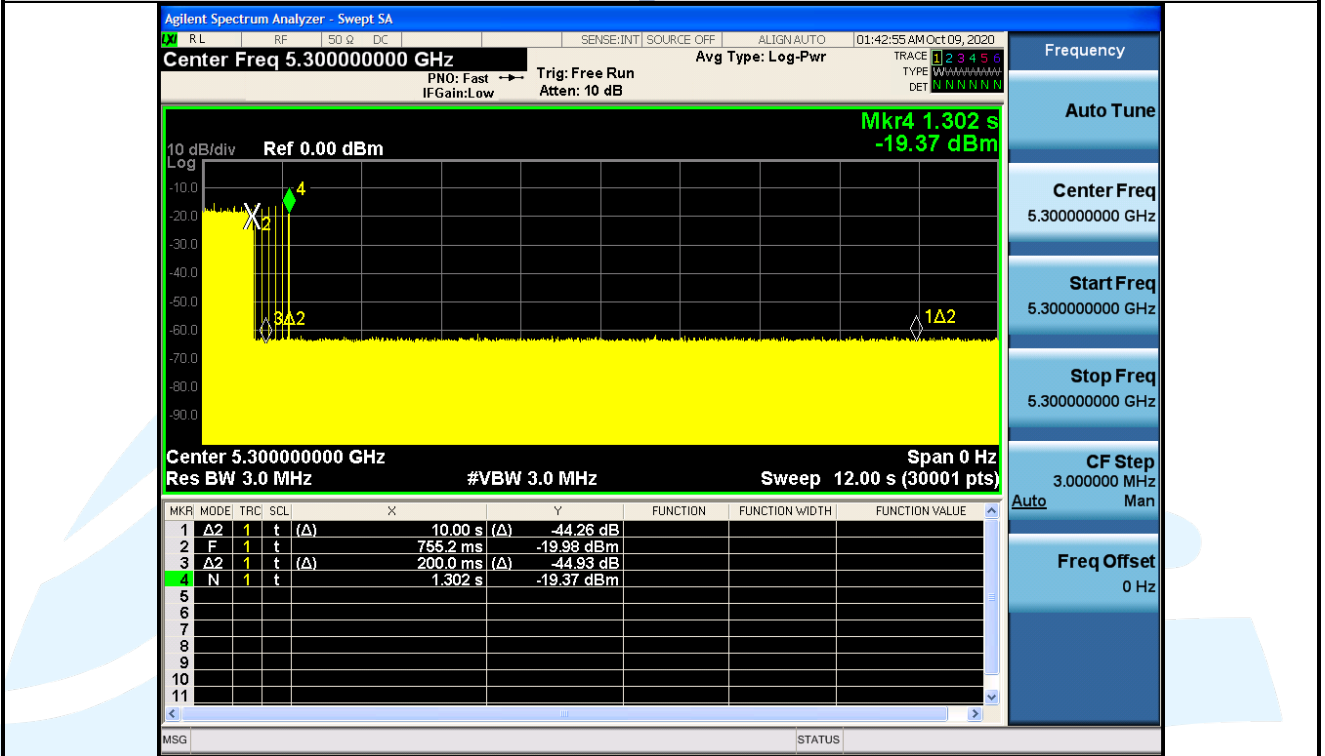 Agilent Spectrum Analyzer - Swept SA
LXI RL RF 50 Ω DC SENSE:INT SOURCE OFF ALIGN AUTO 01:42:55 AM Oct 09, 2020
Center Freq 5.300000000 GHz
PNO: Fast
IFGain:Low
Trig: Free Run
Atten: 10 dB
Avg Type: Log-Pwr
TRACE 1 2 3 4 5 6
TYPE WWWWWW
DET N N N N N N
Mkr4 1.302 s
-19.37 dBm
10 dB/div Ref 0.00 dBm
Log
-10.0
-20.0
-30.0
-40.0
-50.0
-60.0
-70.0
-80.0
-90.0
4
X2
3Δ2
1Δ2
Center 5.300000000 GHz Span 0 Hz
Res BW 3.0 MHz #VBW 3.0 MHz Sweep 12.00 s (30001 pts)
MKR MODE TRC SCL X Y FUNCTION FUNCTION WIDTH FUNCTION VALUE
1 Δ2 1 t (Δ) 10.00 s (Δ) -44.26 dB
2 F 1 t 755.2 ms -19.98 dBm
3 Δ2 1 t (Δ) 200.0 ms (Δ) -44.93 dB
4 N 1 t 1.302 s -19.37 dBm
5
6
7
8
9
10
11
MSG STATUS
Frequency
Auto Tune
Center Freq
5.300000000 GHz
Start Freq
5.300000000 GHz
Stop Freq
5.300000000 GHz
CF Step
3.000000 MHz
Auto Man
Freq Offset
0 Hz